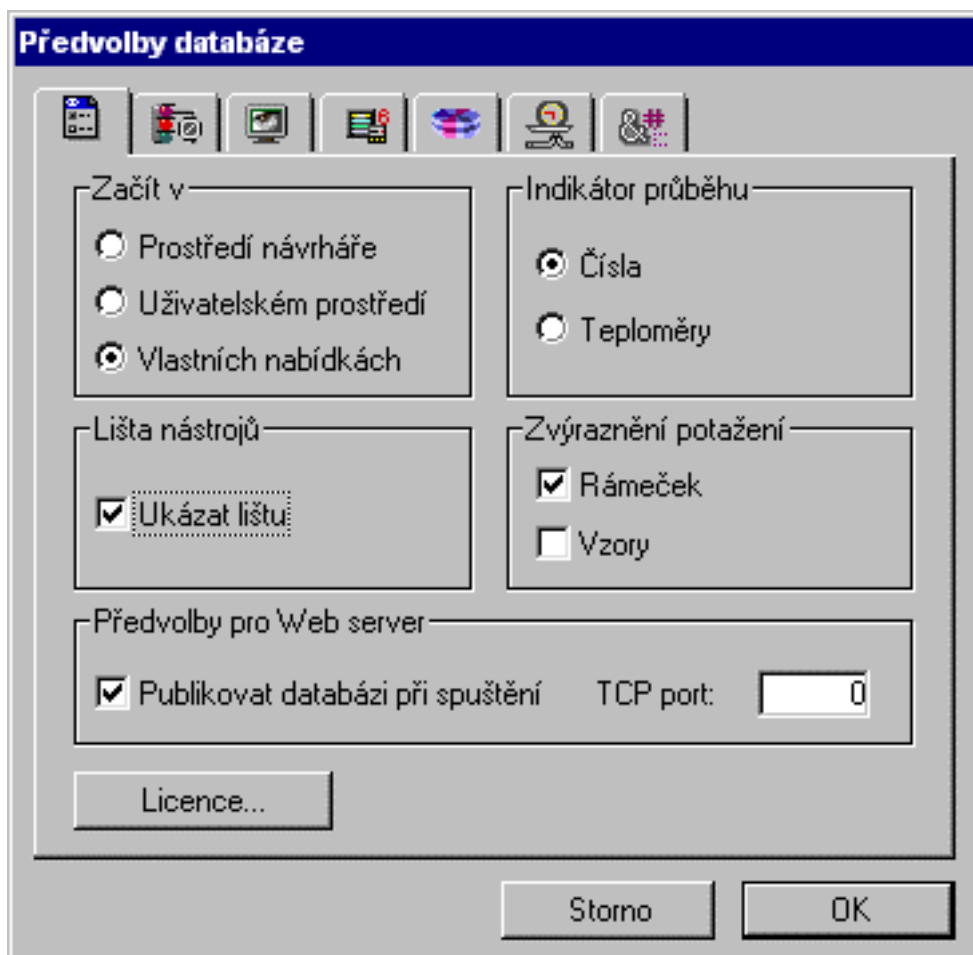 Předvolby databáze
Začít v
Prostředí návrháře
Uživatelském prostředí
Vlastních nabídkách
Indikátor průběhu
Čísla
Teploměry
Lišta nástrojů
Ukázat lištu
Zvýraznění potažení
Rámeček
Vzory
Předvolby pro Web server
Publikovat databázi při spuštění TCP port: 0
Licence...
Storno OK